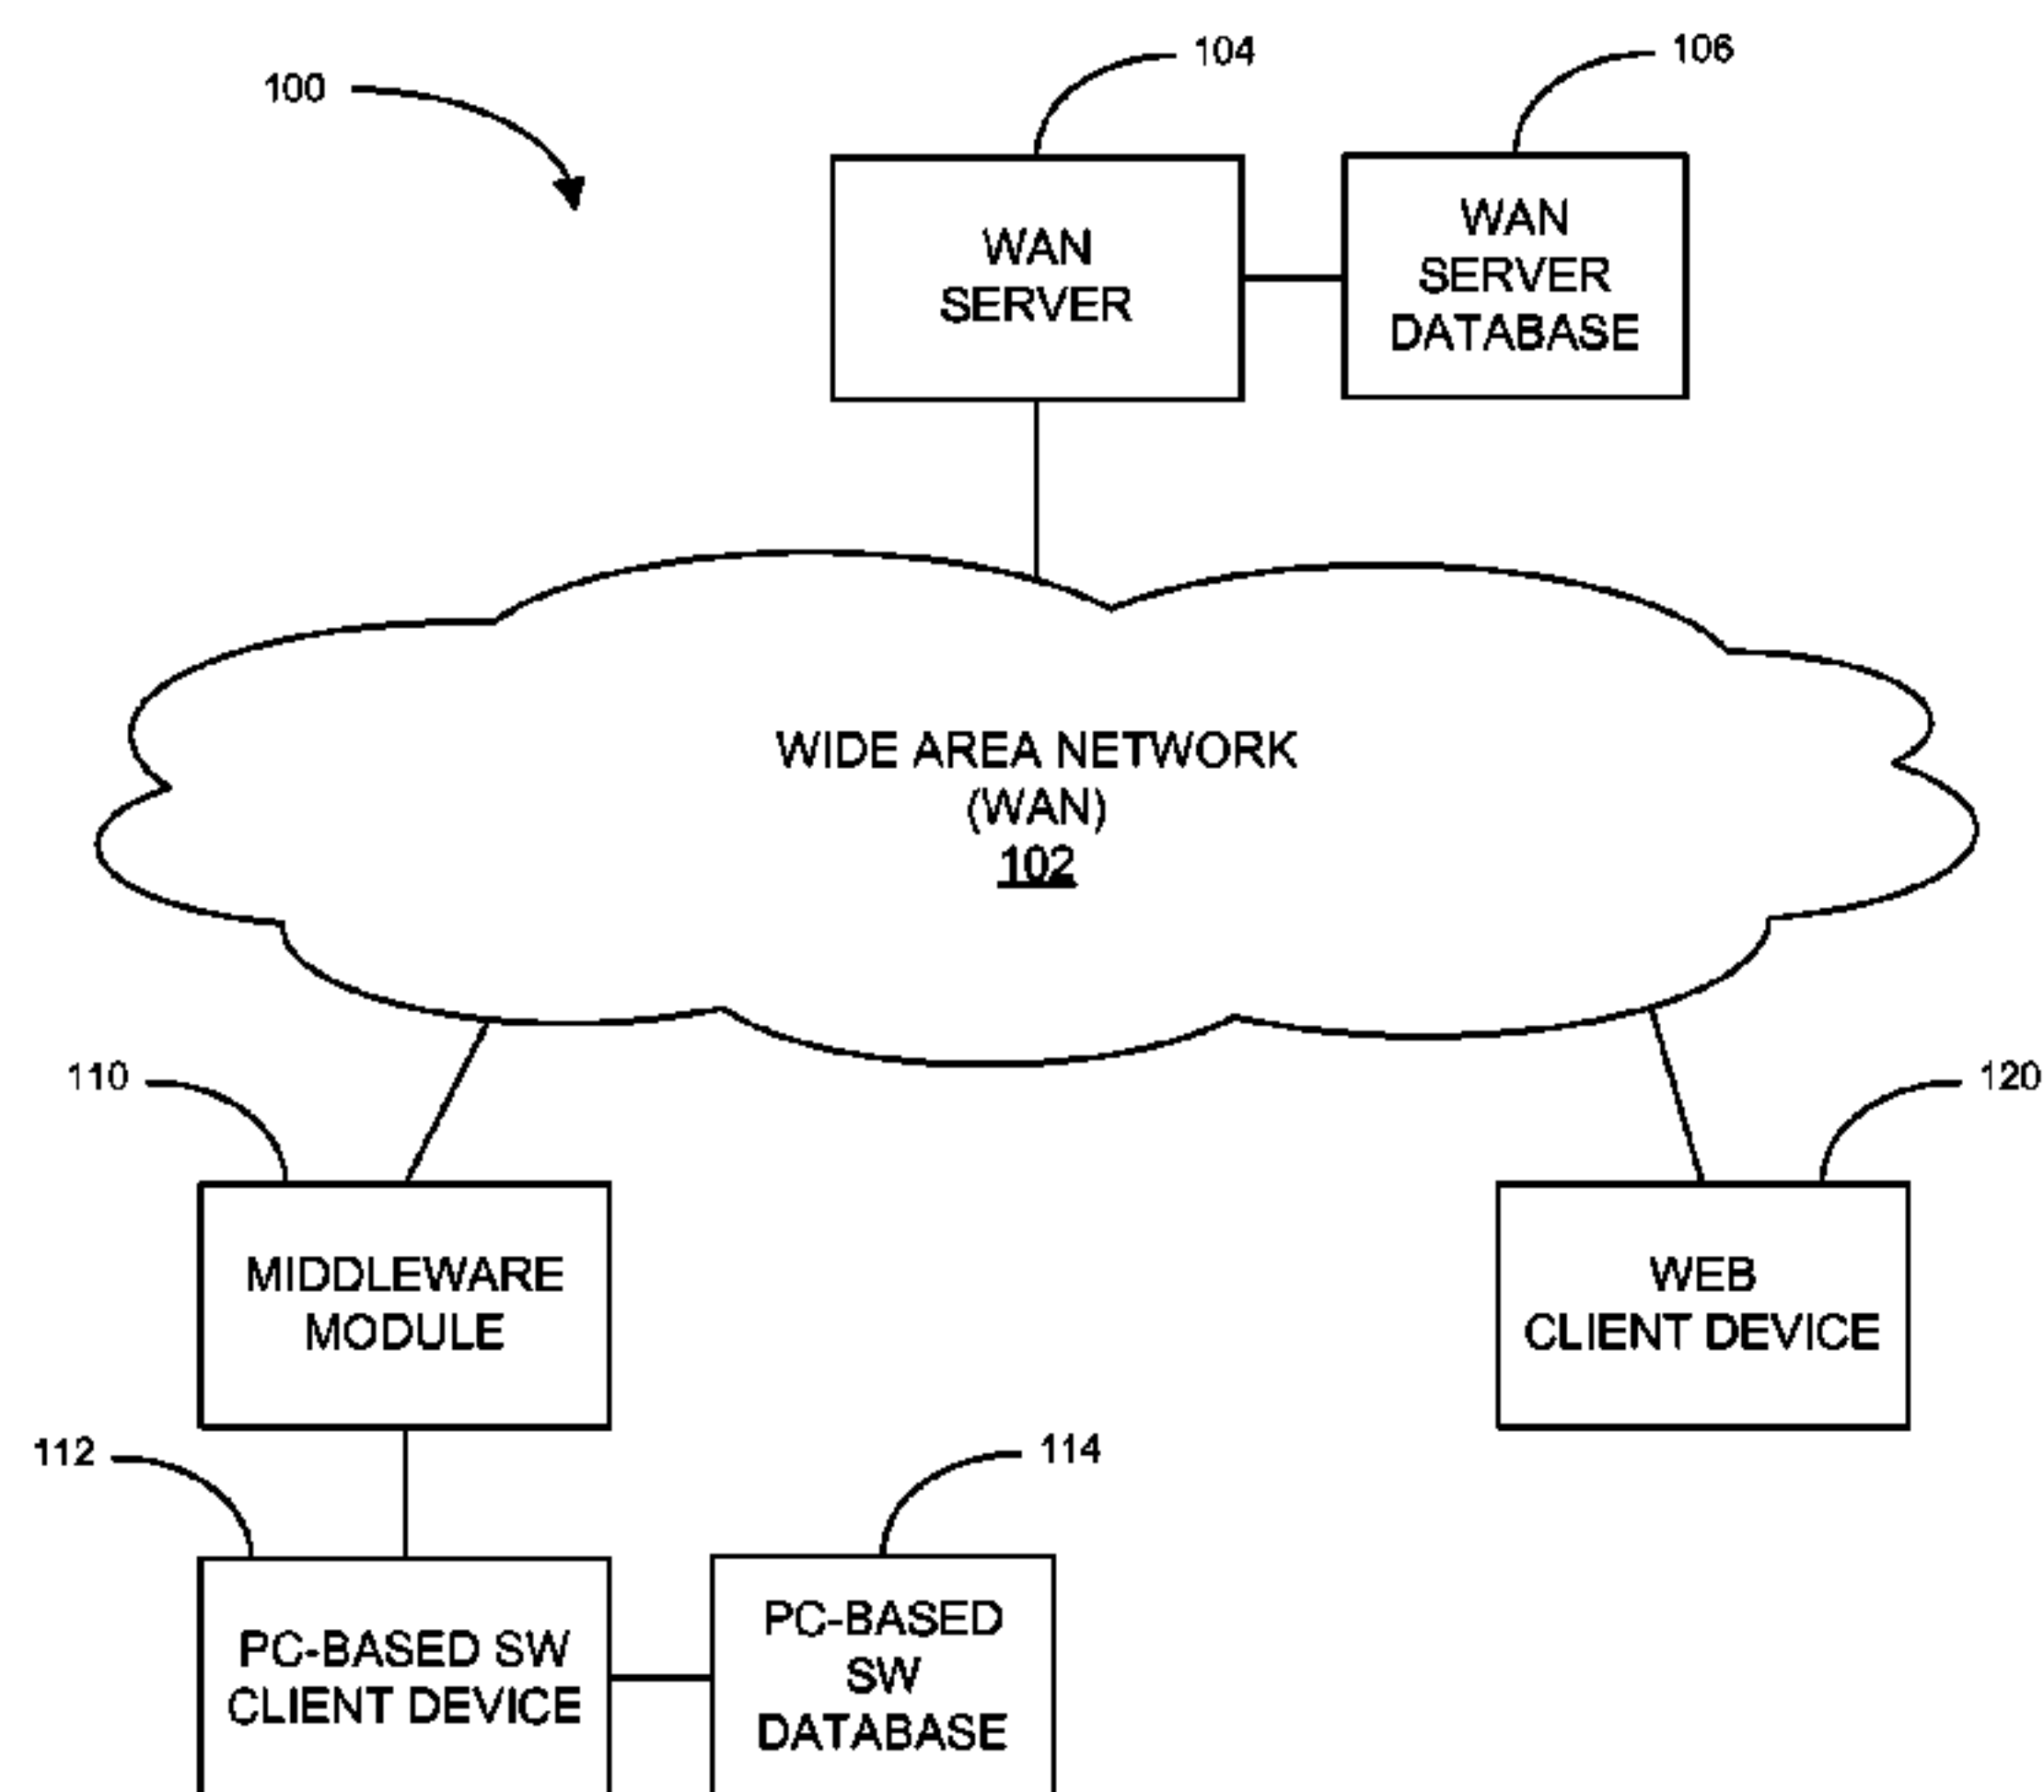 100
104
106
WAN
SERVER
WAN
SERVER
DATABASE
WIDE AREA NETWORK
(WAN)
102
110
120
MIDDLEWARE
MODULE
WEB
CLIENT DEVICE
112
114
PC-BASED SW
CLIENT DEVICE
PC-BASED
SW
DATABASE